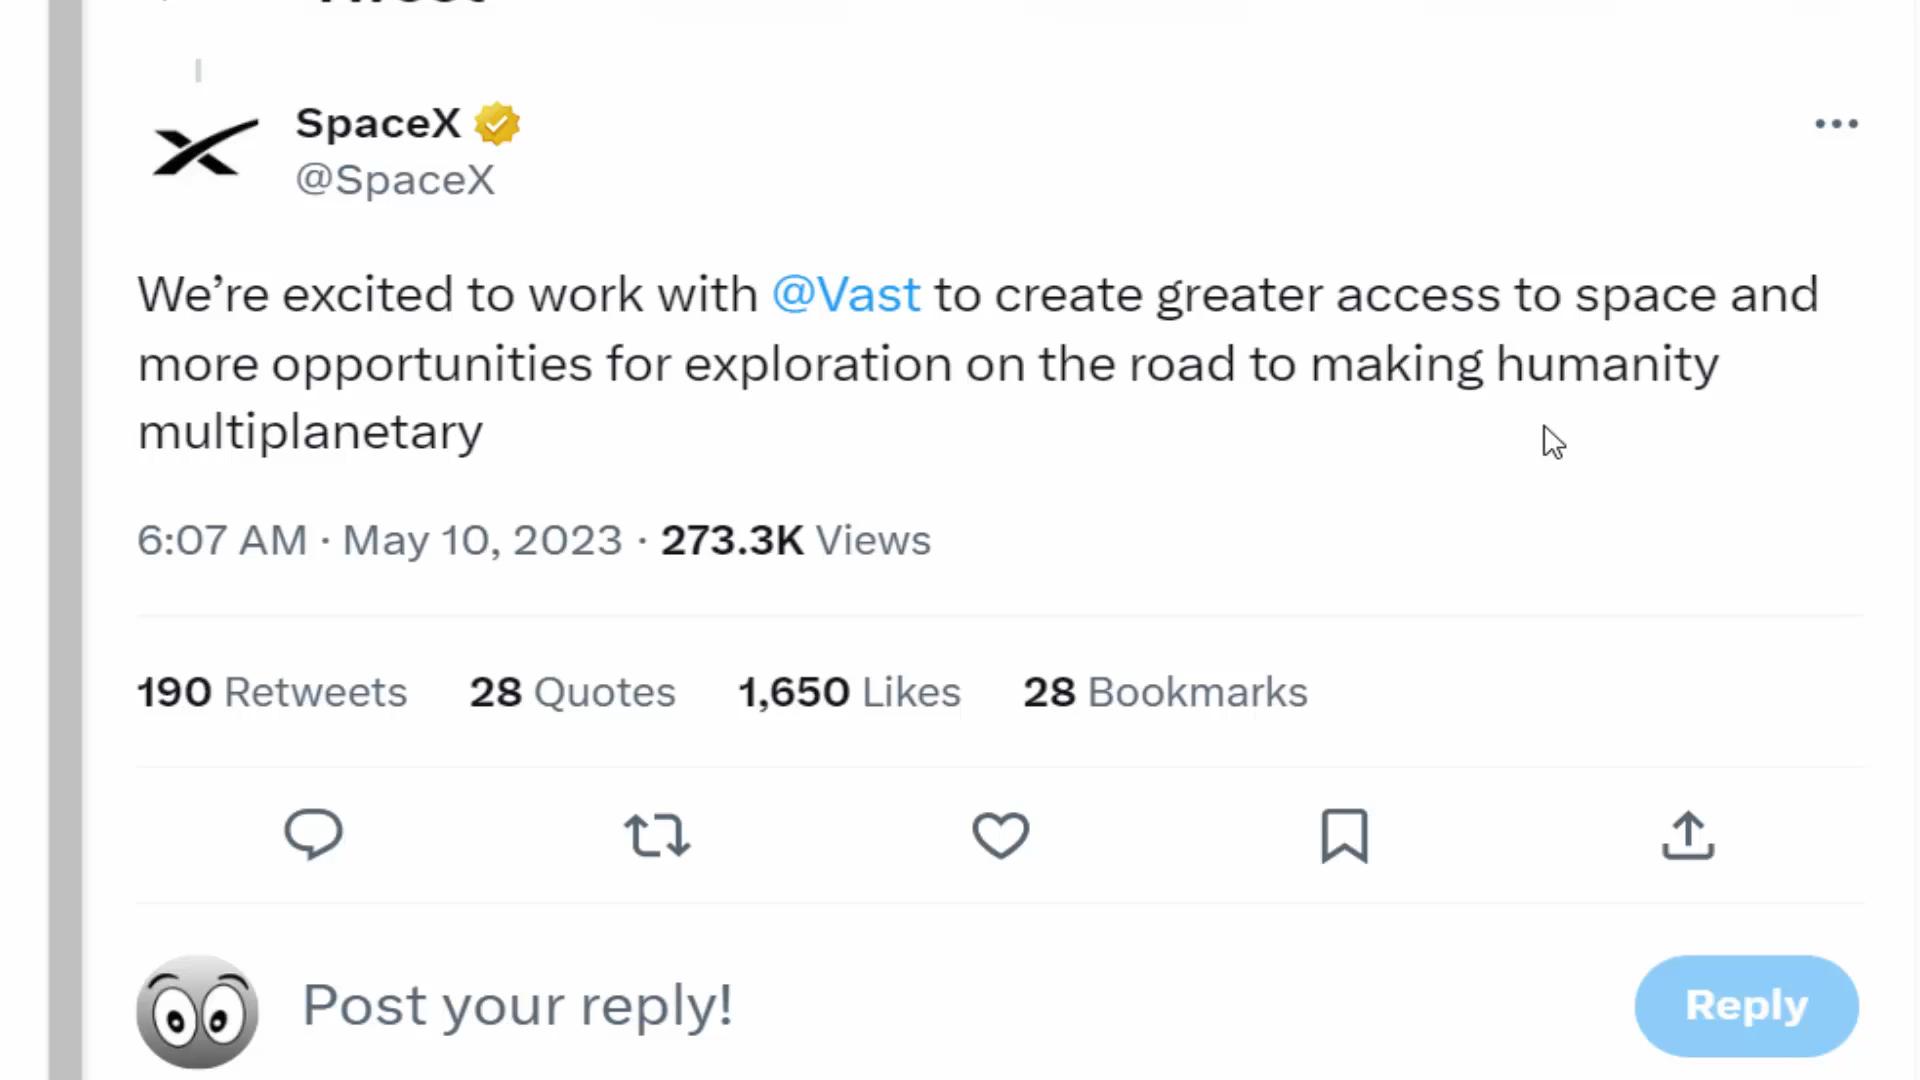 Tweet
SpaceX
@SpaceX
We’re excited to work with @Vast to create greater access to space and
more opportunities for exploration on the road to making humanity
multiplanetary
6:07 AM · May 10, 2023 · 273.3K Views
190 Retweets 28 Quotes 1,650 Likes 28 Bookmarks
Post your reply!
Reply